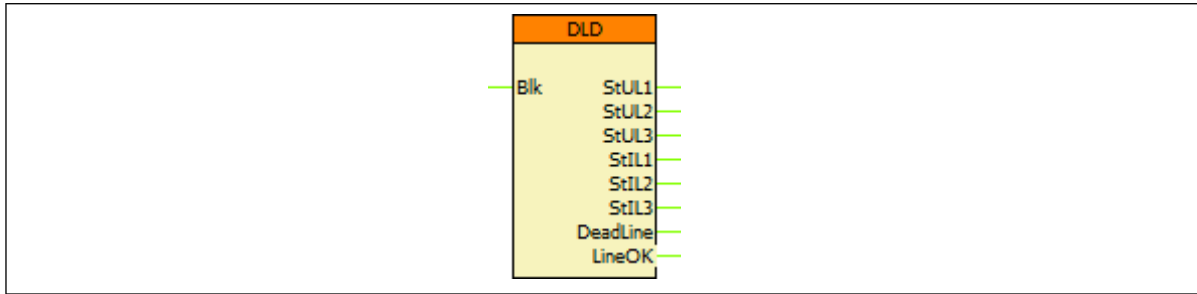 DLD
Blk StUL1
StUL2
StUL3
StIL1
StIL2
StIL3
DeadLine
LineOK